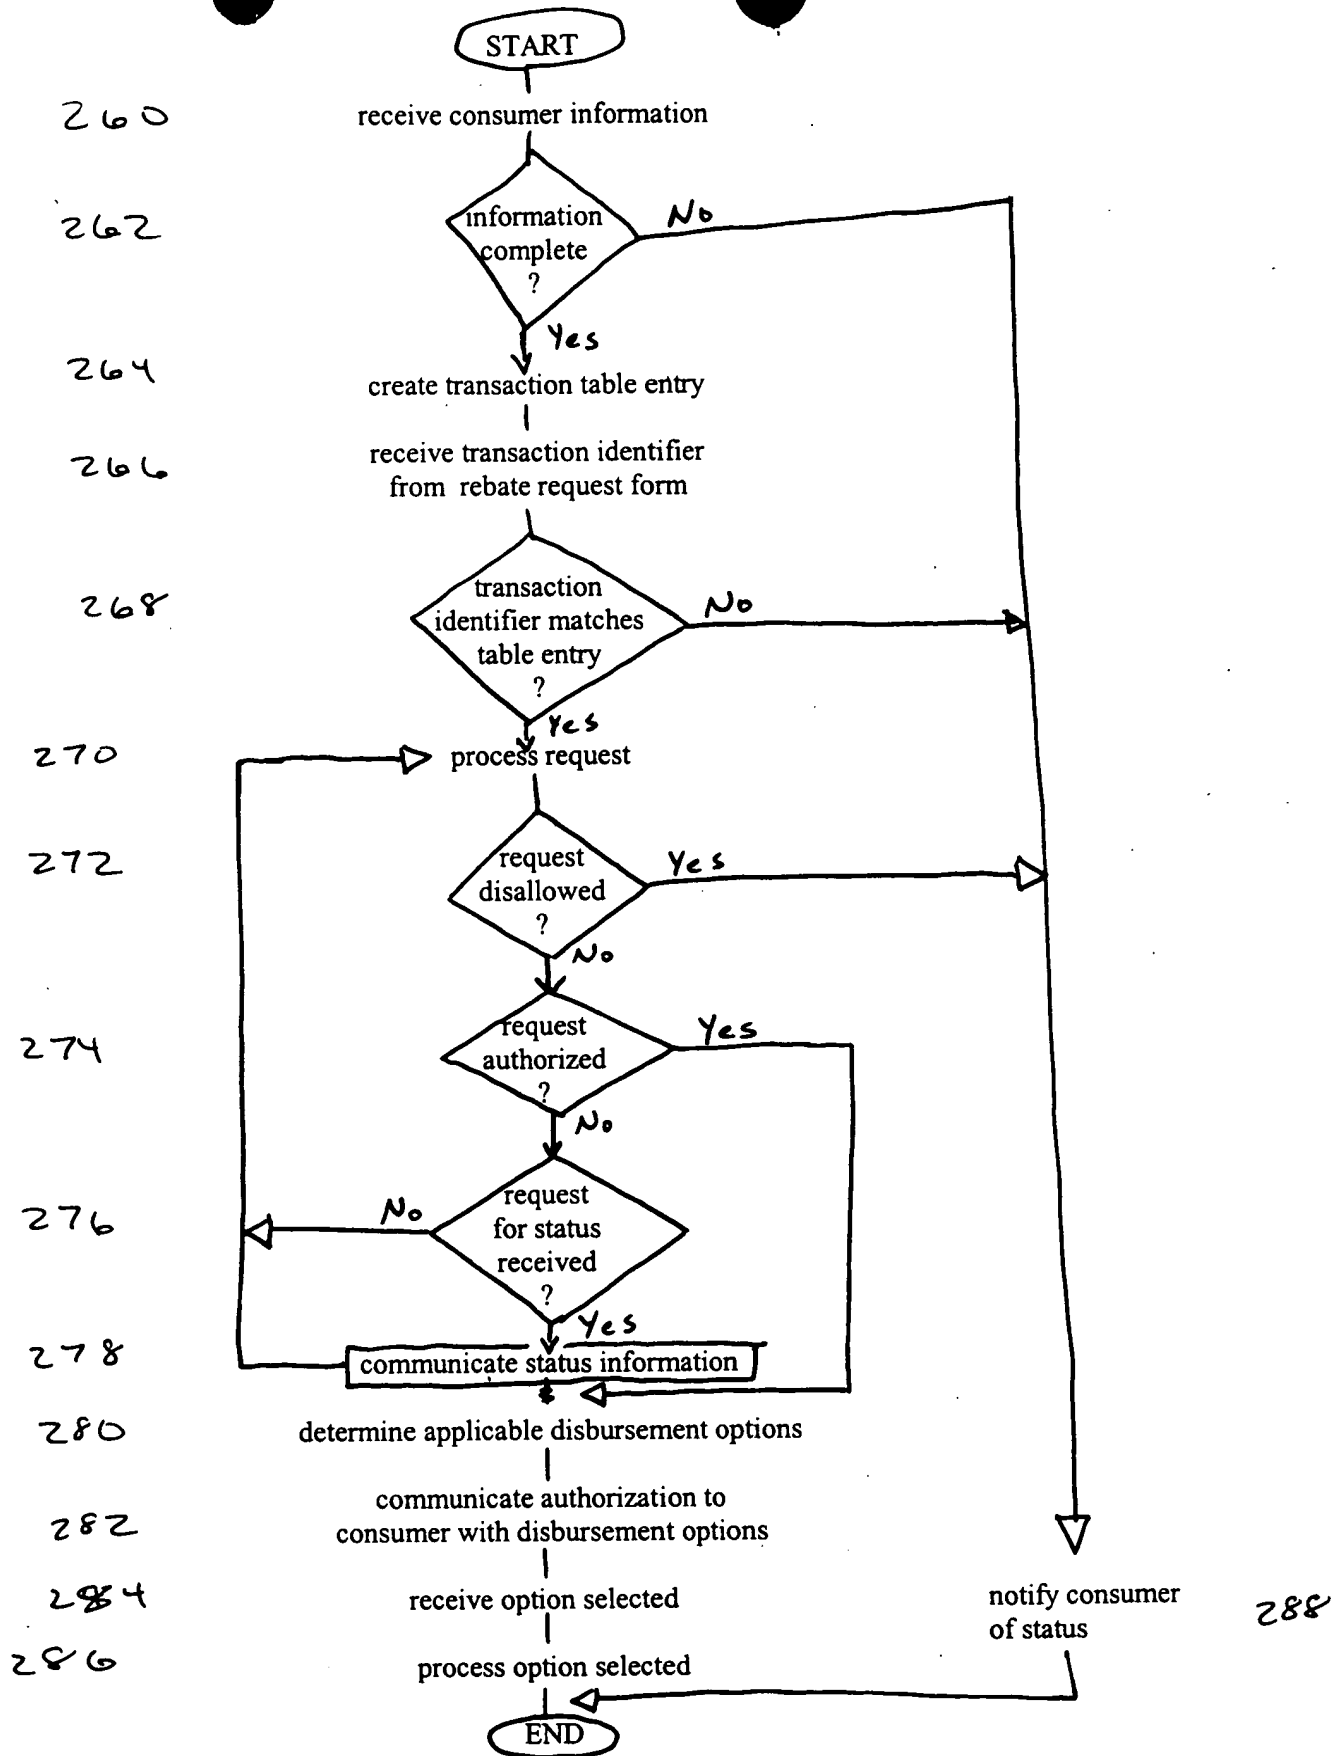 START
260
receive consumer information
262
information
complete
?
No
Yes
264
create transaction table entry
266
receive transaction identifier
from rebate request form
268
transaction
identifier matches
table entry
?
No
Yes
270
process request
272
request
disallowed
?
Yes
No
274
request
authorized
?
Yes
No
276
request
for status
received
?
No
Yes
278
communicate status information
280
determine applicable disbursement options
282
communicate authorization to
consumer with disbursement options
284
receive option selected
286
process option selected
notify consumer
of status
288
END